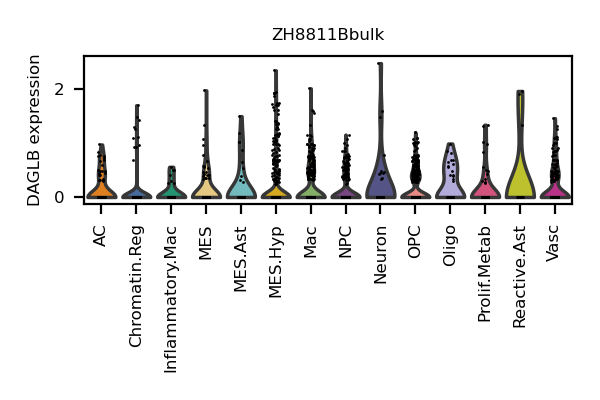 ZH8811Bbulk
DAGLB expression
2
0
AC
Chromatin.Reg
Inflammatory.Mac
MES
MES.Ast
MES.Hyp
Mac
NPC
Neuron
OPC
Oligo
Prolif.Metab
Reactive.Ast
Vasc